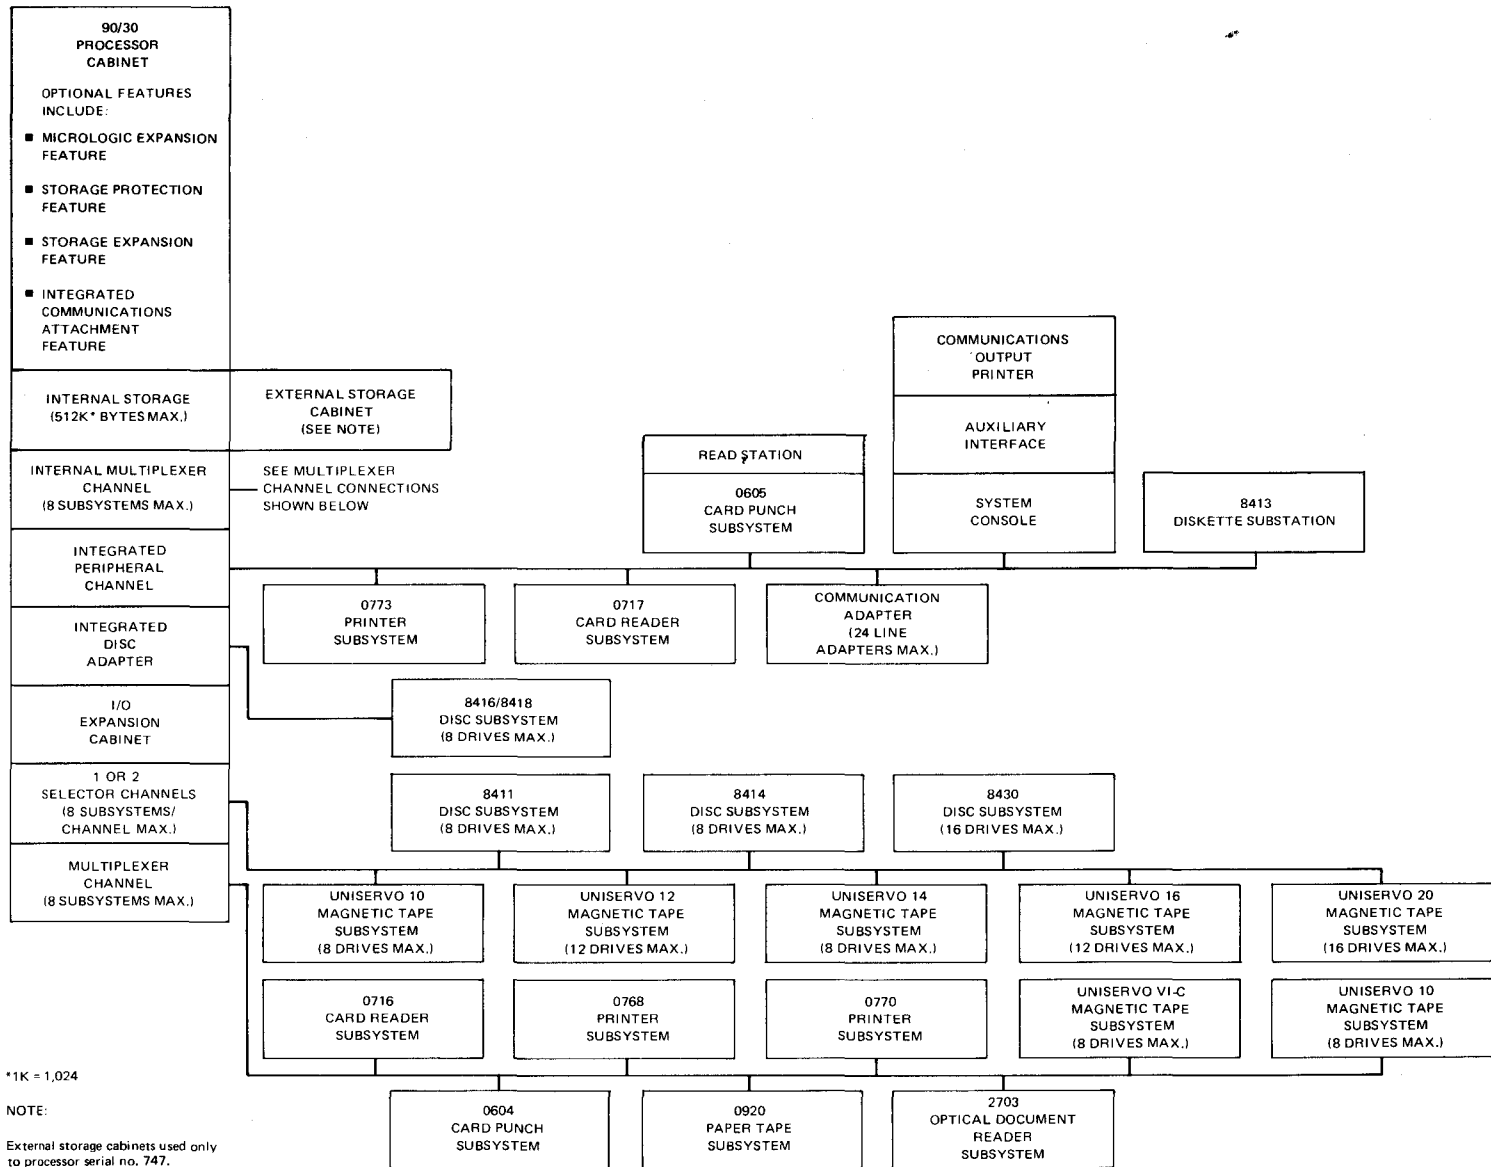 90/30
PROCESSOR
CABINET
OPTIONAL FEATURES
INCLUDE:
■ MICROLOGIC EXPANSION
FEATURE
■ STORAGE PROTECTION
FEATURE
■ STORAGE EXPANSION
FEATURE
■ INTEGRATED
COMMUNICATIONS
ATTACHMENT
FEATURE
INTERNAL STORAGE
(512K* BYTES MAX.)
EXTERNAL STORAGE
CABINET
(SEE NOTE)
INTERNAL MULTIPLEXER
CHANNEL
(8 SUBSYSTEMS MAX.)
SEE MULTIPLEXER
CHANNEL CONNECTIONS
SHOWN BELOW
INTEGRATED
PERIPHERAL
CHANNEL
INTEGRATED
DISC
ADAPTER
I/O
EXPANSION
CABINET
1 OR 2
SELECTOR CHANNELS
(8 SUBSYSTEMS/
CHANNEL MAX.)
MULTIPLEXER
CHANNEL
(8 SUBSYSTEMS MAX.)
READ STATION
0605
CARD PUNCH
SUBSYSTEM
COMMUNICATIONS
OUTPUT
PRINTER
AUXILIARY
INTERFACE
SYSTEM
CONSOLE
8413
DISKETTE SUBSTATION
0773
PRINTER
SUBSYSTEM
0717
CARD READER
SUBSYSTEM
COMMUNICATION
ADAPTER
(24 LINE
ADAPTERS MAX.)
8416/8418
DISC SUBSYSTEM
(8 DRIVES MAX.)
8411
DISC SUBSYSTEM
(8 DRIVES MAX.)
8414
DISC SUBSYSTEM
(8 DRIVES MAX.)
8430
DISC SUBSYSTEM
(16 DRIVES MAX.)
UNISERVO 10
MAGNETIC TAPE
SUBSYSTEM
(8 DRIVES MAX.)
UNISERVO 12
MAGNETIC TAPE
SUBSYSTEM
(12 DRIVES MAX.)
UNISERVO 14
MAGNETIC TAPE
SUBSYSTEM
(8 DRIVES MAX.)
UNISERVO 16
MAGNETIC TAPE
SUBSYSTEM
(12 DRIVES MAX.)
UNISERVO 20
MAGNETIC TAPE
SUBSYSTEM
(16 DRIVES MAX.)
0716
CARD READER
SUBSYSTEM
0768
PRINTER
SUBSYSTEM
0770
PRINTER
SUBSYSTEM
UNISERVO VI-C
MAGNETIC TAPE
SUBSYSTEM
(8 DRIVES MAX.)
UNISERVO 10
MAGNETIC TAPE
SUBSYSTEM
(8 DRIVES MAX.)
0604
CARD PUNCH
SUBSYSTEM
0920
PAPER TAPE
SUBSYSTEM
2703
OPTICAL DOCUMENT
READER
SUBSYSTEM
*1K = 1,024
NOTE:
External storage cabinets used only
to processor serial no. 747.